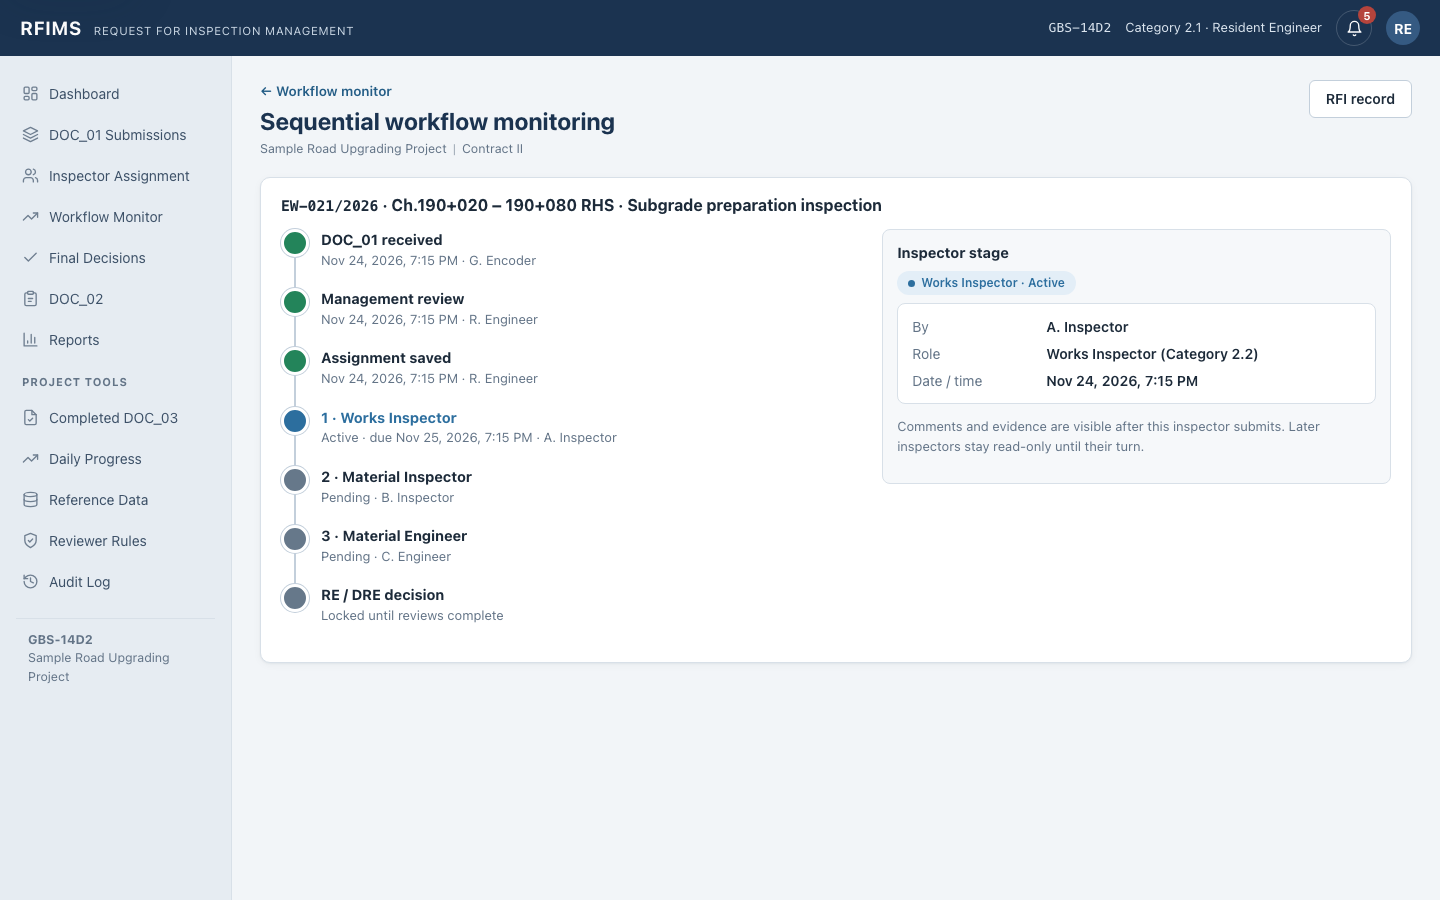 RFIMS REQUEST FOR INSPECTION MANAGEMENT
GBS-14D2 Category 2.1 · Resident Engineer 5 RE
Dashboard
DOC_01 Submissions
Inspector Assignment
Workflow Monitor
Final Decisions
DOC_02
Reports
PROJECT TOOLS
Completed DOC_03
Daily Progress
Reference Data
Reviewer Rules
Audit Log
GBS-14D2
Sample Road Upgrading
Project
← Workflow monitor
Sequential workflow monitoring
Sample Road Upgrading Project | Contract II
RFI record
EW-021/2026 · Ch.190+020 – 190+080 RHS · Subgrade preparation inspection
DOC_01 received
Nov 24, 2026, 7:15 PM · G. Encoder
Management review
Nov 24, 2026, 7:15 PM · R. Engineer
Assignment saved
Nov 24, 2026, 7:15 PM · R. Engineer
1 · Works Inspector
Active · due Nov 25, 2026, 7:15 PM · A. Inspector
2 · Material Inspector
Pending · B. Inspector
3 · Material Engineer
Pending · C. Engineer
RE / DRE decision
Locked until reviews complete
Inspector stage
Works Inspector · Active
By A. Inspector
Role Works Inspector (Category 2.2)
Date / time Nov 24, 2026, 7:15 PM
Comments and evidence are visible after this inspector submits. Later
inspectors stay read-only until their turn.